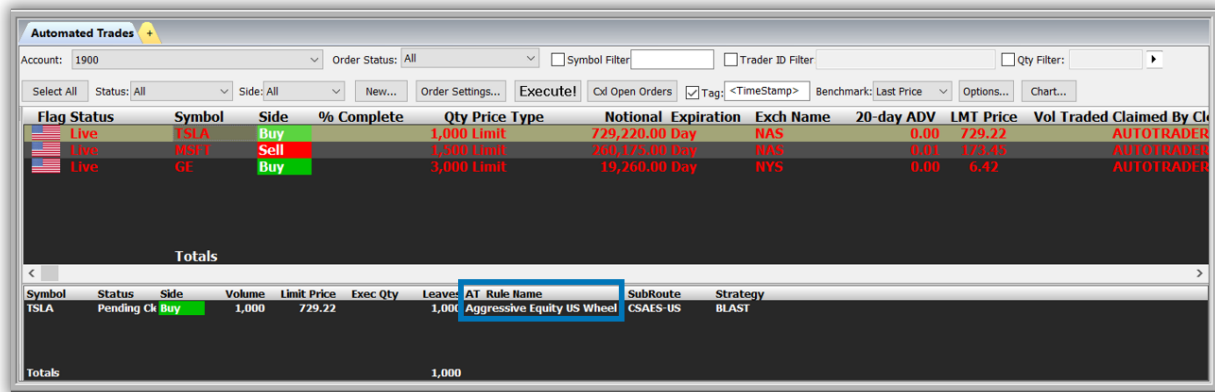 Automated Trades +
Account: 1900 Order Status: All Symbol Filter Trader ID Filter Qty Filter:
Select All Status: All Side: All New... Order Settings... Execute! Cxl Open Orders Tag: <TimeStamp> Benchmark: Last Price Options... Chart...
Flag Status Symbol Side % Complete Qty Price Type Notional Expiration Exch Name 20-day ADV LMT Price Vol Traded Claimed By Cl
Live TSLA Buy 1,000 Limit 729,220.00 Day NAS 0.00 729.22 AUTOTRADER
Live MSFT Sell 1,500 Limit 260,175.00 Day NAS 0.01 173.45 AUTOTRADER
Live GE Buy 3,000 Limit 19,260.00 Day NYS 0.00 6.42 AUTOTRADER
Totals
Symbol Status Side Volume Limit Price Exec Qty Leaves AT Rule Name SubRoute Strategy
TSLA Pending Ck Buy 1,000 729.22 1,000 Aggressive Equity US Wheel CSAES-US BLAST
Totals 1,000